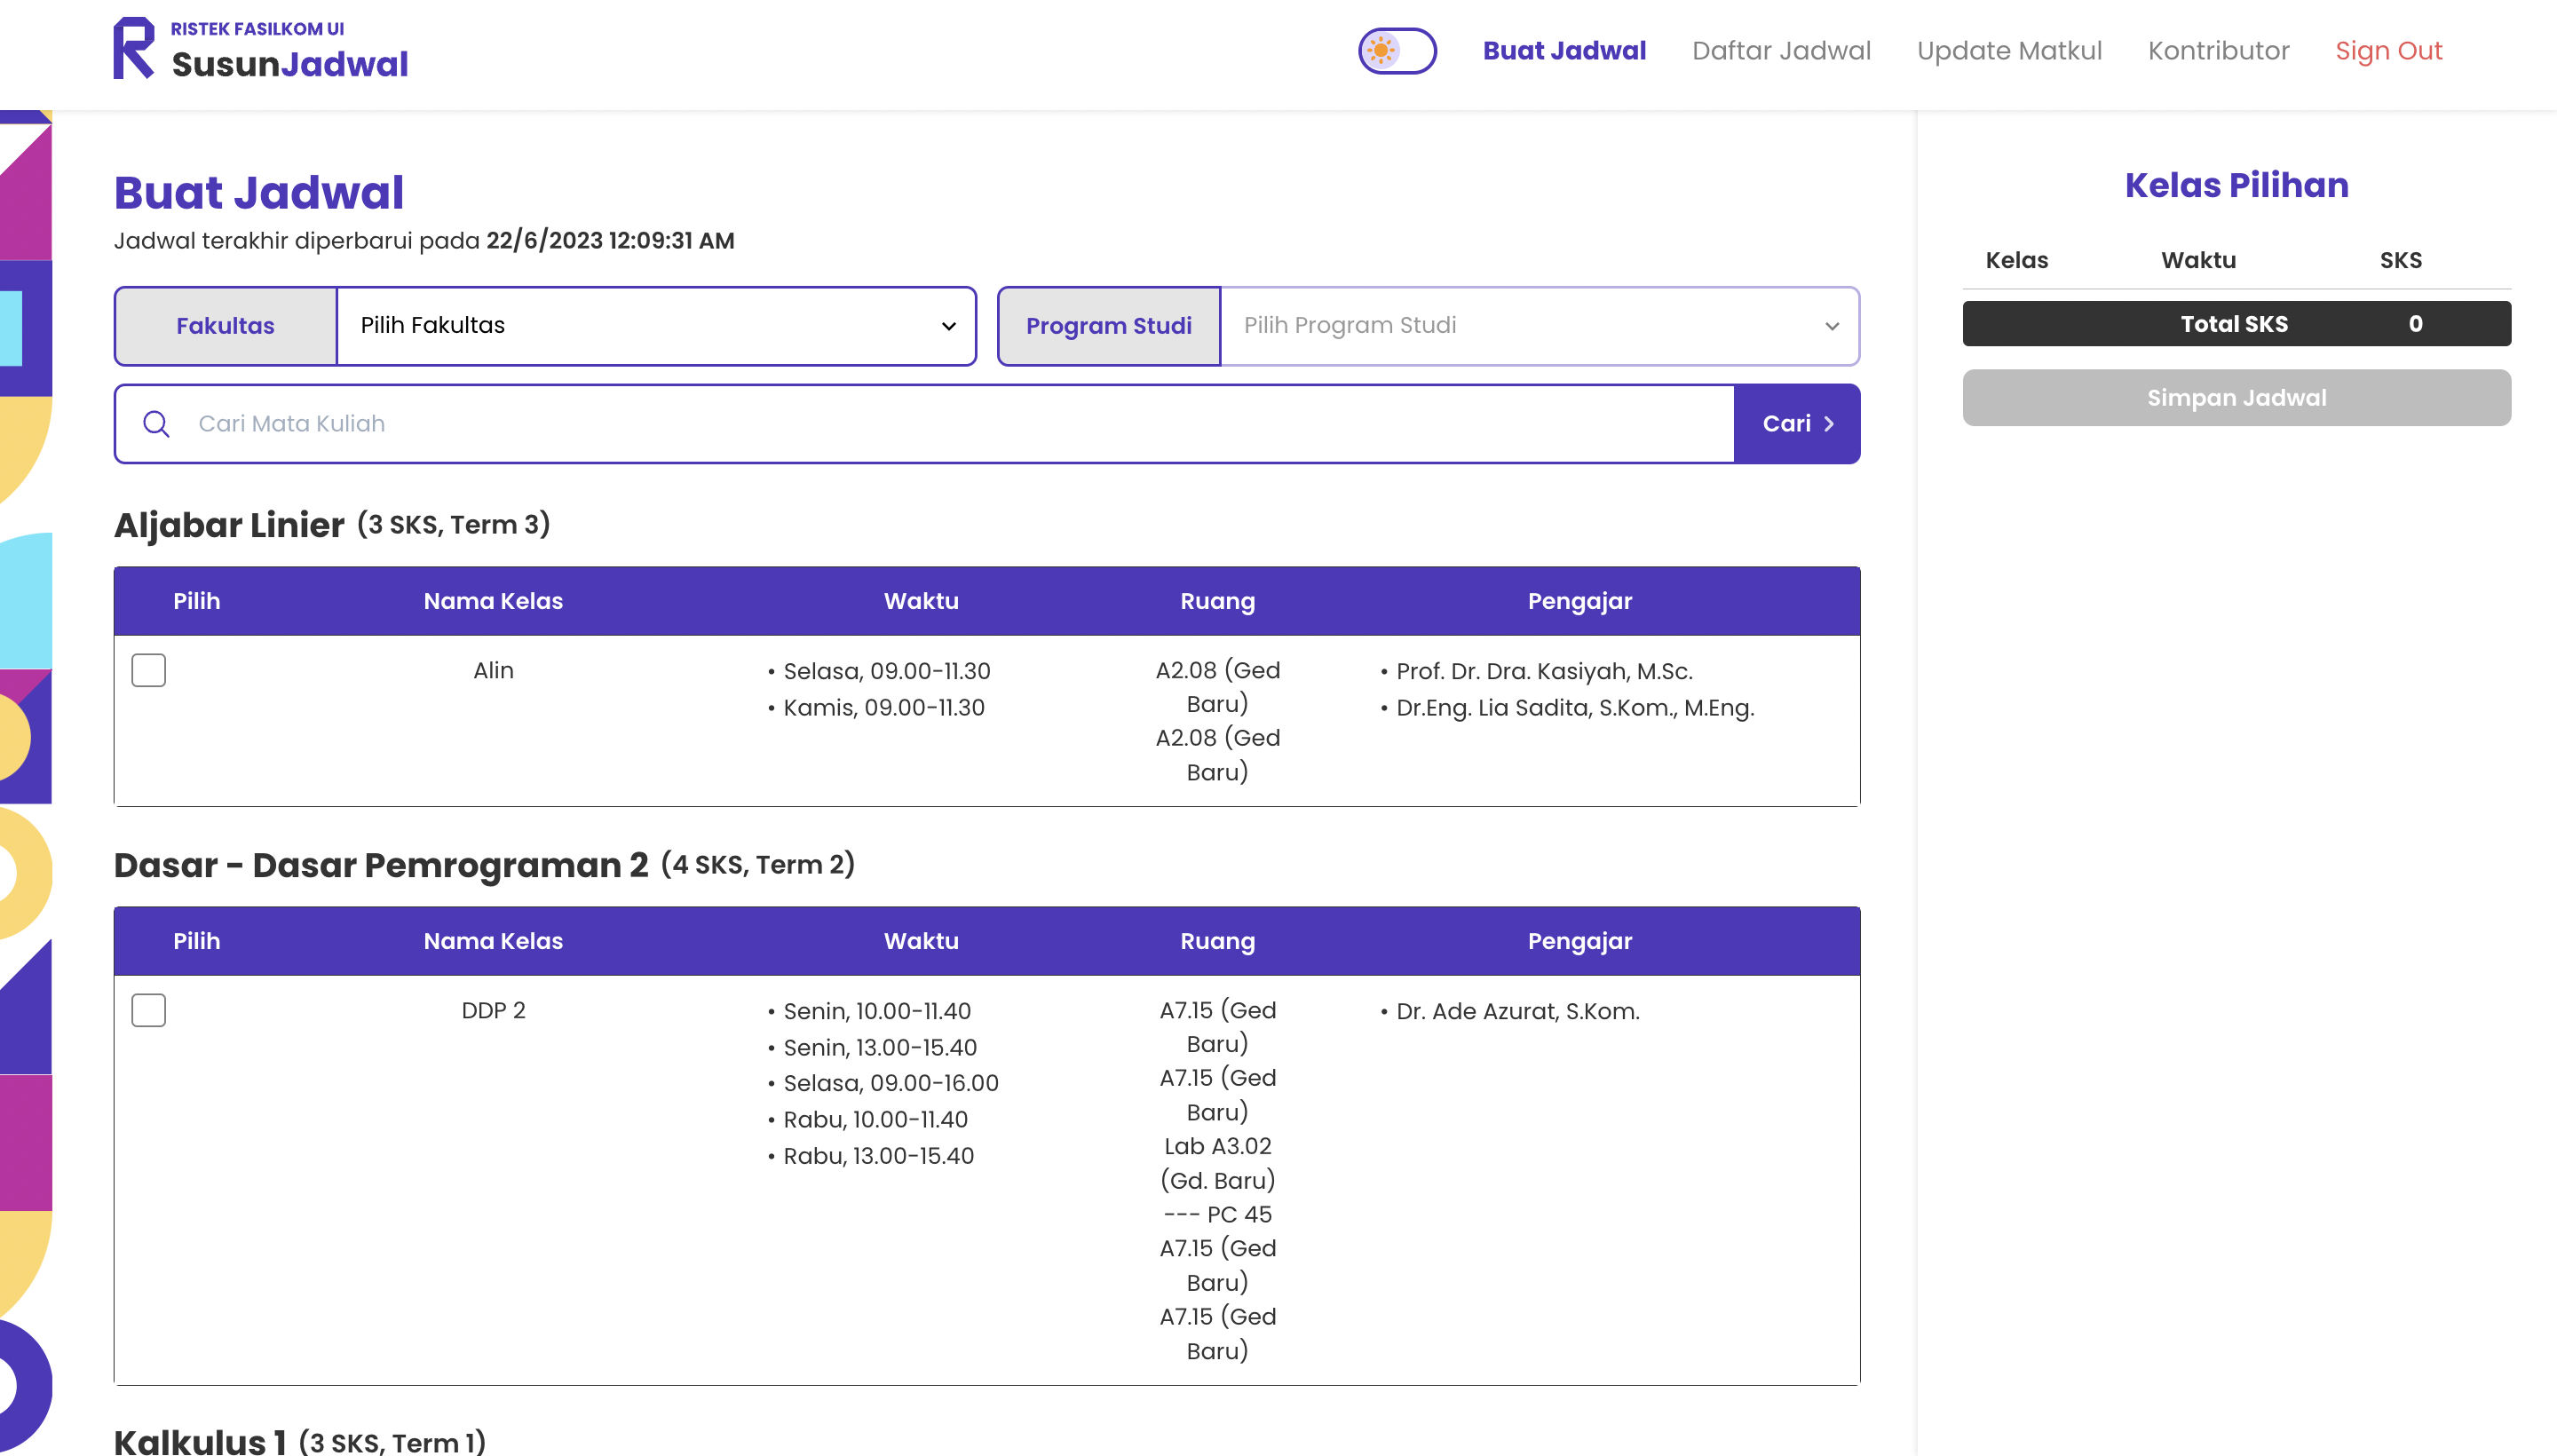 RISTEK FASILKOM UI
SusunJadwal
Buat Jadwal
Daftar Jadwal
Update Matkul
Kontributor
Sign Out
Buat Jadwal
Jadwal terakhir diperbarui pada 22/6/2023 12:09:31 AM
Fakultas
Pilih Fakultas
Program Studi
Pilih Program Studi
Cari Mata Kuliah
Cari
Aljabar Linier (3 SKS, Term 3)
Pilih
Nama Kelas
Waktu
Ruang
Pengajar
Alin
• Selasa, 09.00-11.30
• Kamis, 09.00-11.30
A2.08 (Ged
Baru)
A2.08 (Ged
Baru)
• Prof. Dr. Dra. Kasiyah, M.Sc.
• Dr.Eng. Lia Sadita, S.Kom., M.Eng.
Dasar - Dasar Pemrograman 2 (4 SKS, Term 2)
Pilih
Nama Kelas
Waktu
Ruang
Pengajar
DDP 2
• Senin, 10.00-11.40
• Senin, 13.00-15.40
• Selasa, 09.00-16.00
• Rabu, 10.00-11.40
• Rabu, 13.00-15.40
A7.15 (Ged
Baru)
A7.15 (Ged
Baru)
Lab A3.02
(Gd. Baru)
--- PC 45
A7.15 (Ged
Baru)
A7.15 (Ged
Baru)
• Dr. Ade Azurat, S.Kom.
Kalkulus 1 (3 SKS, Term 1)
Kelas Pilihan
Kelas
Waktu
SKS
Total SKS
0
Simpan Jadwal